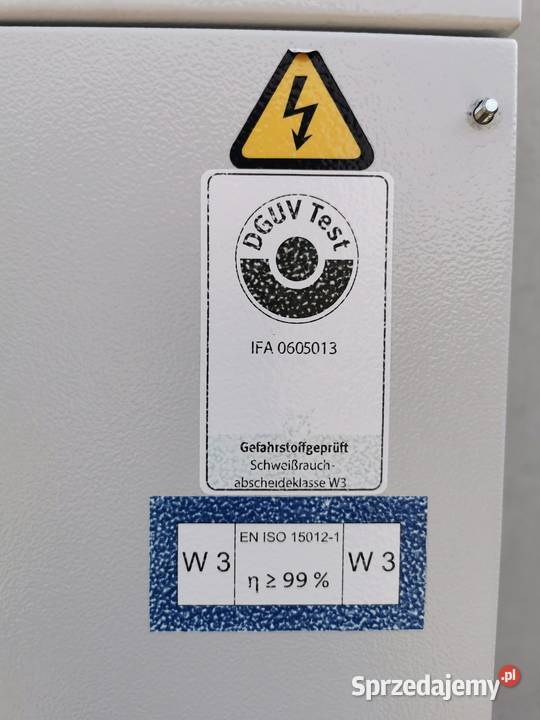 DGUV Test
IFA 0605013
Gefahrstoffgeprüft
Schweißrauch-
abscheideklasse W3
W 3
EN ISO 15012-1
η ≥ 99 %
W 3
Sprzedajemy.pl